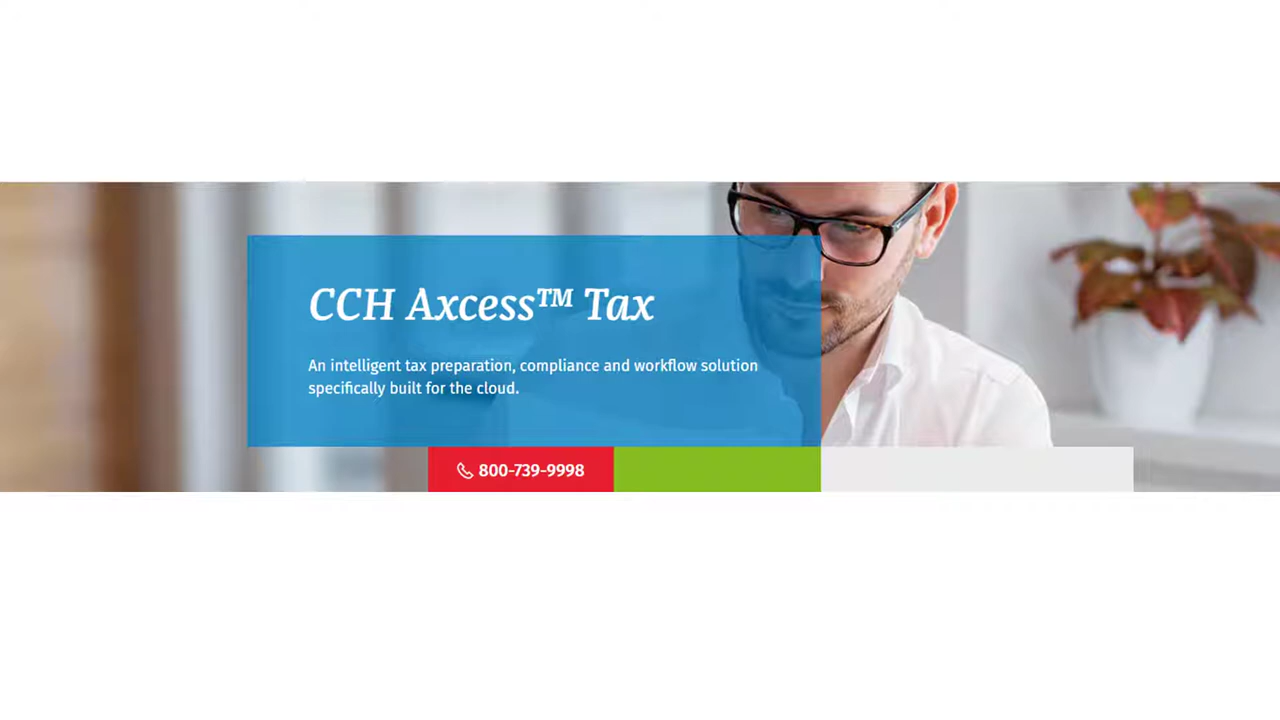 CCH Axcess™ Tax
An intelligent tax preparation, compliance and workflow solution
specifically built for the cloud.
800-739-9998